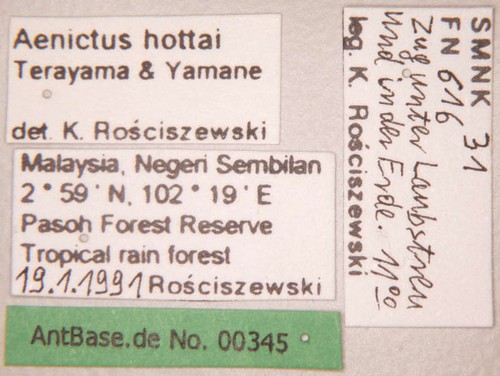 Aenictus hottai
Terayama & Yamane
det. K. Rościszewski
Malaysia, Negeri Sembilan
2° 59' N, 102° 19' E
Pasoh Forest Reserve
Tropical rain forest
19.1.1991 Rościszewski
AntBase.de No. 00345
SMNK 31
FN 616
Zug unter Laubstreu
und in der Erde. 11⁰⁰
leg. K. Rościszewski